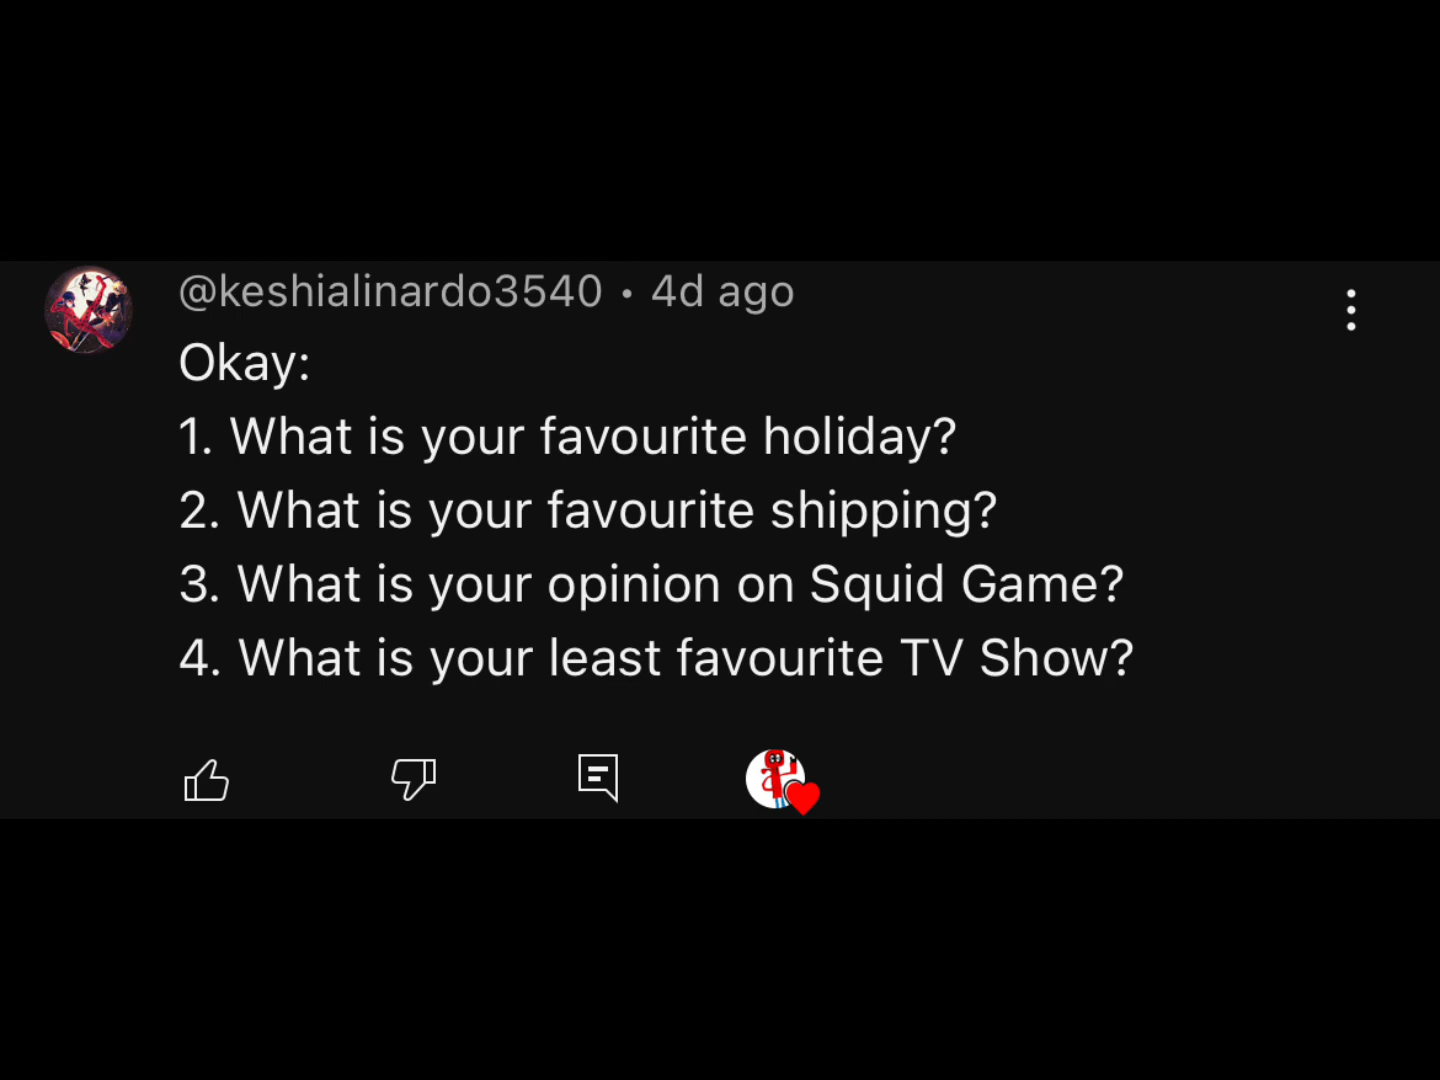 @keshialinardo3540 • 4d ago
Okay:
1. What is your favourite holiday?
2. What is your favourite shipping?
3. What is your opinion on Squid Game?
4. What is your least favourite TV Show?